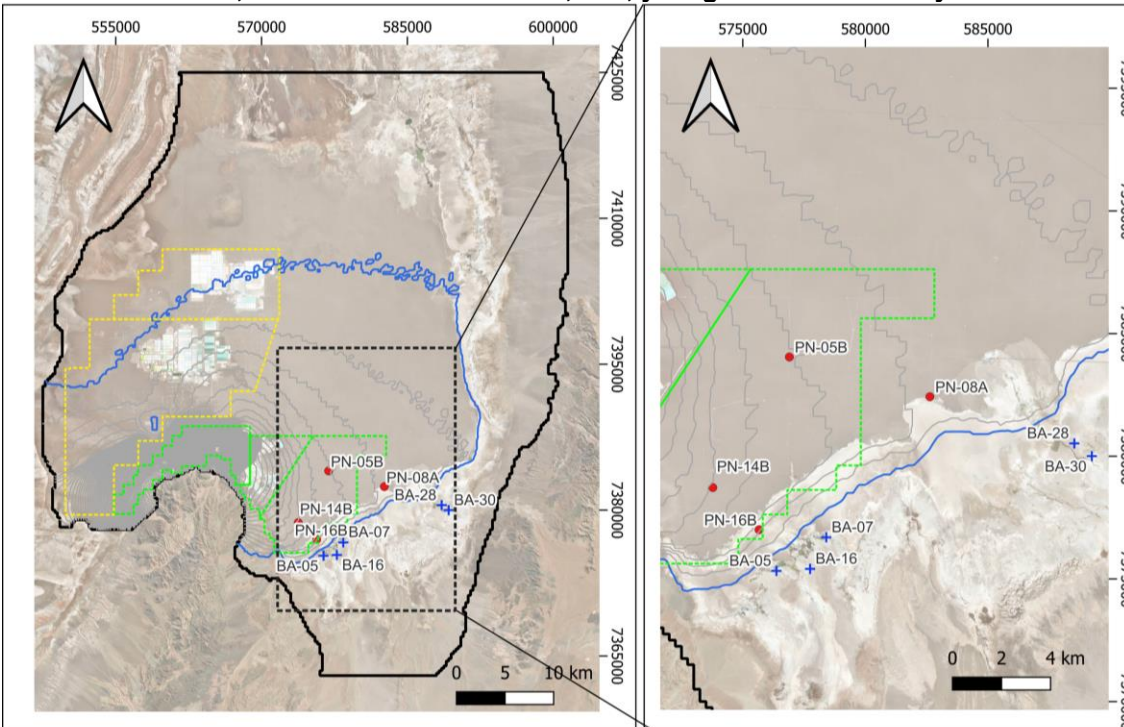 555000 570000 585000 600000
7425000
7410000
7395000
7380000
7365000
PN-05B
PN-08A
BA-28
BA-30
PN-14B
PN-16B
BA-07
BA-05
BA-16
0 5 10 km
575000 580000 585000
PN-05B
PN-08A
BA-28
BA-30
PN-14B
PN-16B
BA-07
BA-05
BA-16
0 2 4 km